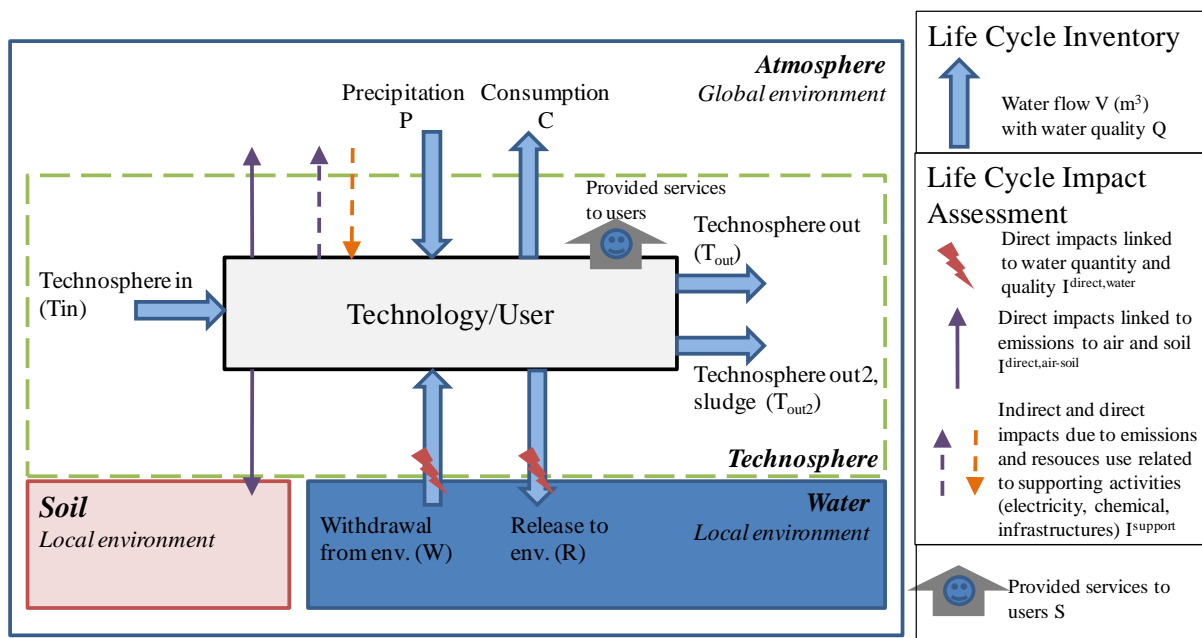 Atmosphere
Global environment
Precipitation
P
Consumption
C
Provided services
to users
Technosphere in
(Tin)
Technology/User
Technosphere out
(Tout)
Technosphere out2,
sludge (Tout2)
Technosphere
Soil
Local environment
Withdrawal
from env. (W)
Release to
env. (R)
Water
Local environment
Life Cycle Inventory
Water flow V (m³)
with water quality Q
Life Cycle Impact
Assessment
Direct impacts linked
to water quantity and
quality Idirect,water
Direct impacts linked to
emissions to air and soil
Idirect,air-soil
Indirect and direct
impacts due to emissions
and resouces use related
to supporting activities
(electricity, chemical,
infrastructures) Isupport
Provided services to
users S